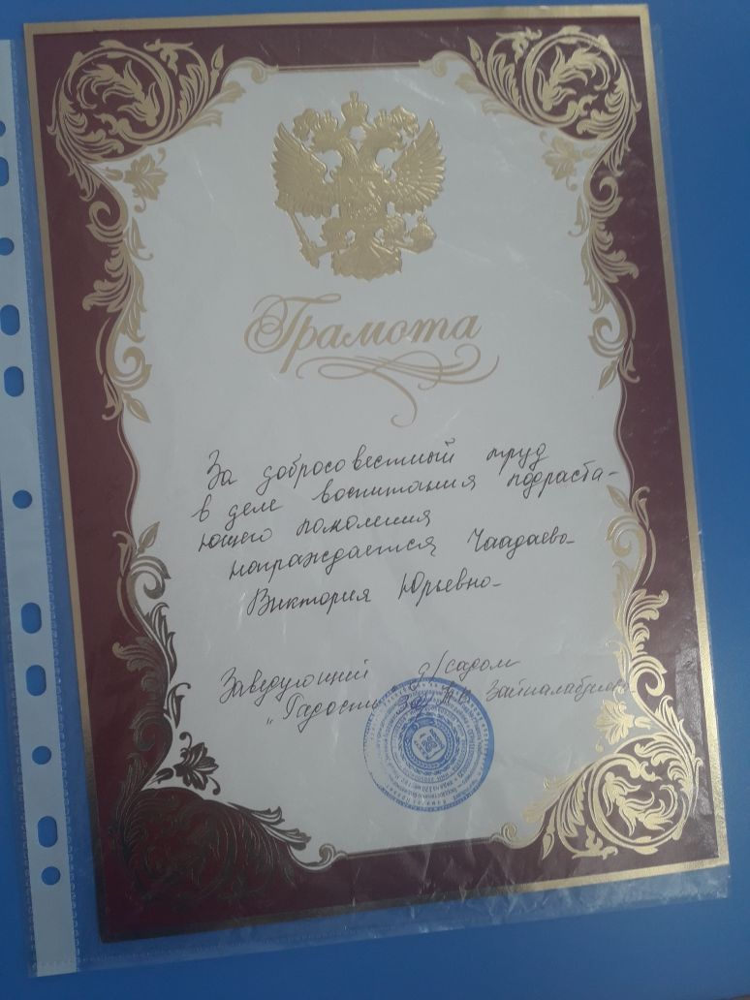 Грамота
За добросовестный труд
в деле воспитания подраста-
ющего поколения
награждается Чаадаева
Виктория Юрьевна
Заведующий д/садом
"Радость"